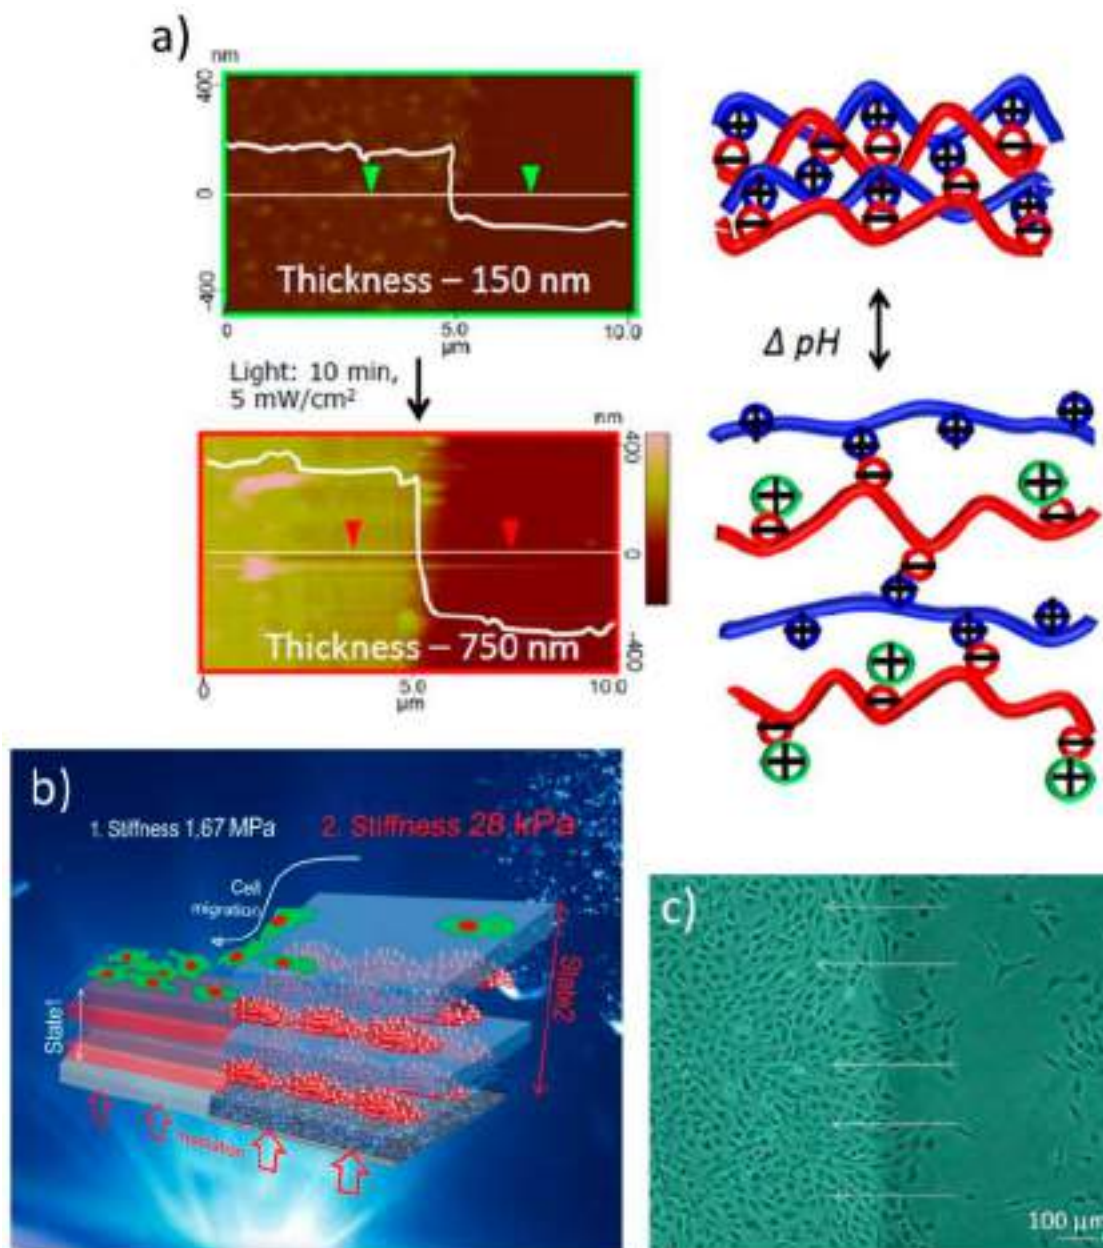 a)
nm
400
0
-400
Thickness – 150 nm
0
5.0
10.0
µm
Light: 10 min,
5 mW/cm²
nm
400
0
-400
Thickness – 750 nm
0
5.0
10.0
µm
Δ pH
b)
1. Stiffness 1,67 MPa
2. Stiffness 28 kPa
Cell
migration
State1
State2
Irradiation
c)
100 µm